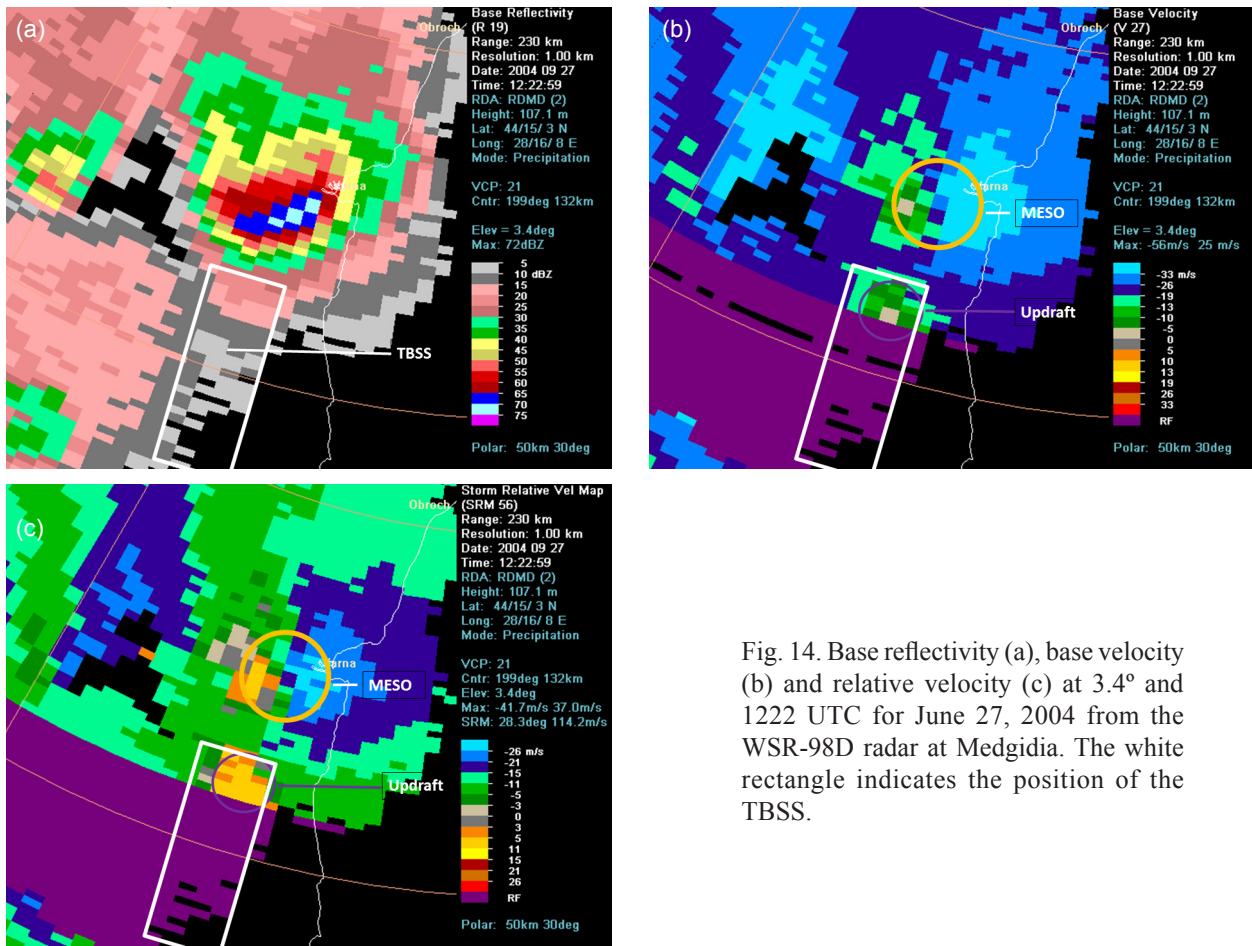 (a)
Obroch
Varna
TBSS
Base Reflectivity
(R 19)
Range: 230 km
Resolution: 1.00 km
Date: 2004 09 27
Time: 12:22:59
RDA: RDMD (2)
Height: 107.1 m
Lat: 44/15/ 3 N
Long: 28/16/ 8 E
Mode: Precipitation
VCP: 21
Cntr: 199deg 132km
Elev = 3.4deg
Max: 72dBZ
5
10 dBZ
15
20
25
30
35
40
45
50
55
60
65
70
75
Polar: 50km 30deg
(b)
Obroch
MESO
Updraft
Base Velocity
(V 27)
Range: 230 km
Resolution: 1.00 km
Date: 2004 09 27
Time: 12:22:59
RDA: RDMD (2)
Height: 107.1 m
Lat: 44/15/ 3 N
Long: 28/16/ 8 E
Mode: Precipitation
VCP: 21
Cntr: 199deg 132km
Elev = 3.4deg
Max: -56m/s 25 m/s
-33 m/s
-26
-19
-13
-10
-5
0
5
10
13
19
26
33
RF
Polar: 50km 30deg
(c)
Obroch
MESO
Updraft
Storm Relative Vel Map
(SRM 56)
Range: 230 km
Resolution: 1.00 km
Date: 2004 09 27
Time: 12:22:59
RDA: RDMD (2)
Height: 107.1 m
Lat: 44/15/ 3 N
Long: 28/16/ 8 E
Mode: Precipitation
VCP: 21
Cntr: 199deg 132km
Elev: 3.4deg
Max: -41.7m/s 37.0m/s
SRM: 28.3deg 114.2m/s
-26 m/s
-21
-15
-11
-5
-3
0
3
5
11
15
21
26
RF
Polar: 50km 30deg
Fig. 14. Base reflectivity (a), base velocity
(b) and relative velocity (c) at 3.4º and
1222 UTC for June 27, 2004 from the
WSR-98D radar at Medgidia. The white
rectangle indicates the position of the
TBSS.